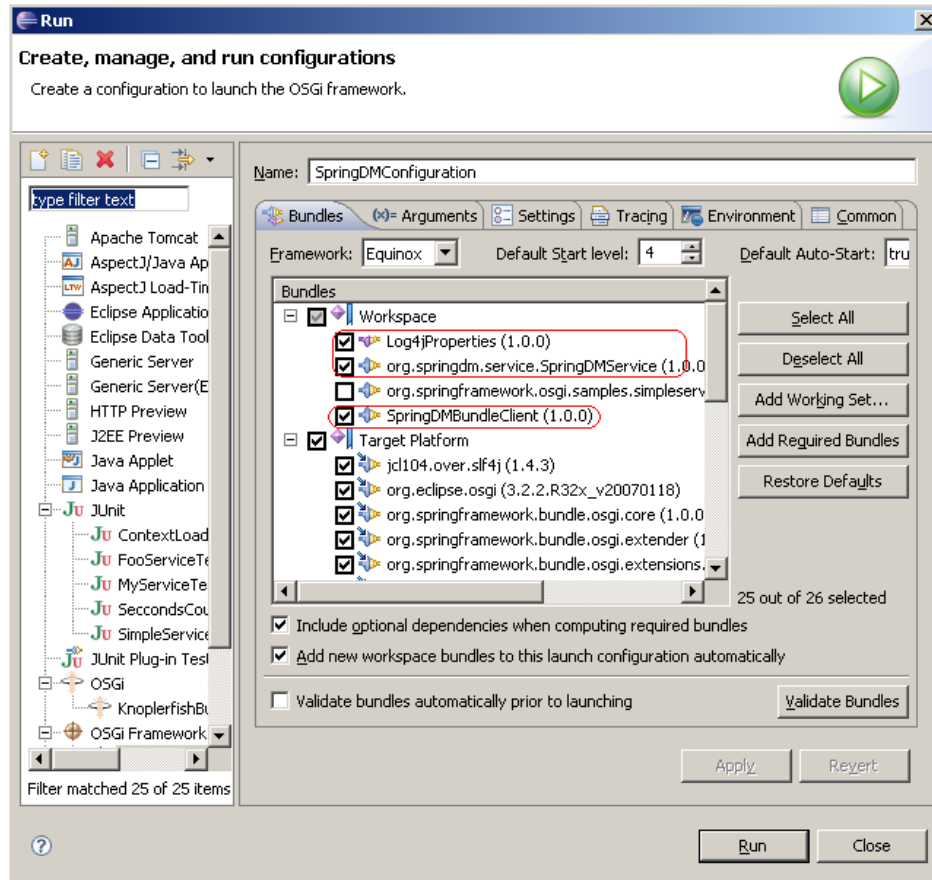 Run
Create, manage, and run configurations
Create a configuration to launch the OSGi framework.
type filter text
Apache Tomcat
AspectJ/Java Ap
AspectJ Load-Tin
Eclipse Applicatio
Eclipse Data Tool
Generic Server
Generic Server(E
HTTP Preview
J2EE Preview
Java Applet
Java Application
JUnit
ContextLoad
FooServiceTe
MyServiceTe
SeccondsCou
SimpleService
JUnit Plug-in Test
OSGi
KnoplerfishBu
OSGi Framework
Filter matched 25 of 25 items
Name: SpringDMConfiguration
Bundles (x)= Arguments Settings Tracing Environment Common
Framework: Equinox Default Start level: 4 Default Auto-Start: tru
Bundles
Workspace
Log4jProperties (1.0.0)
org.springdm.service.SpringDMService (1.0.0
org.springframework.osgi.samples.simpleserv
SpringDMBundleClient (1.0.0)
Target Platform
jcl104.over.slf4j (1.4.3)
org.eclipse.osgi (3.2.2.R32x_v20070118)
org.springframework.bundle.osgi.core (1.0.0
org.springframework.bundle.osgi.extender (1
org.springframework.bundle.osgi.extensions.
Select All
Deselect All
Add Working Set...
Add Required Bundles
Restore Defaults
25 out of 26 selected
Include optional dependencies when computing required bundles
Add new workspace bundles to this launch configuration automatically
Validate bundles automatically prior to launching
Validate Bundles
Apply Revert
Run Close